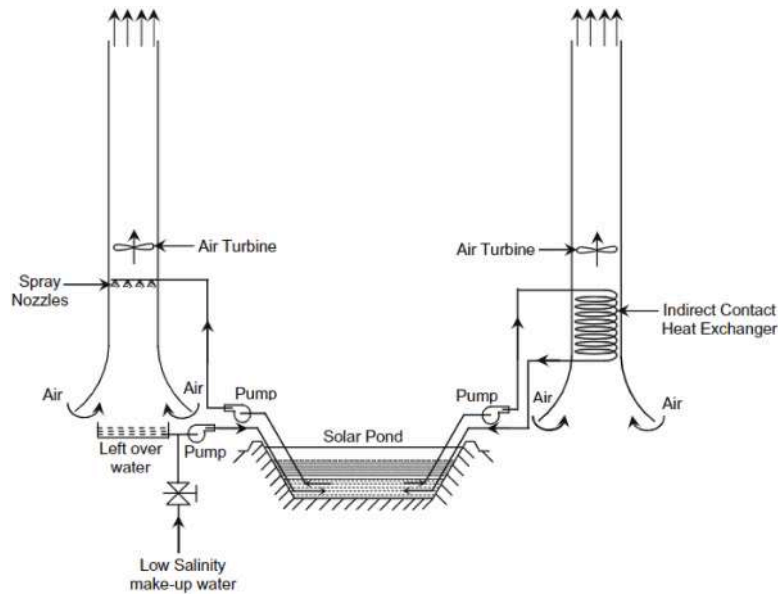 Air Turbine
Air Turbine
Spray
Nozzles
Indirect Contact
Heat Exchanger
Air
Air
Pump
Pump
Air
Air
Solar Pond
Left over
water
Pump
Low Salinity
make-up water